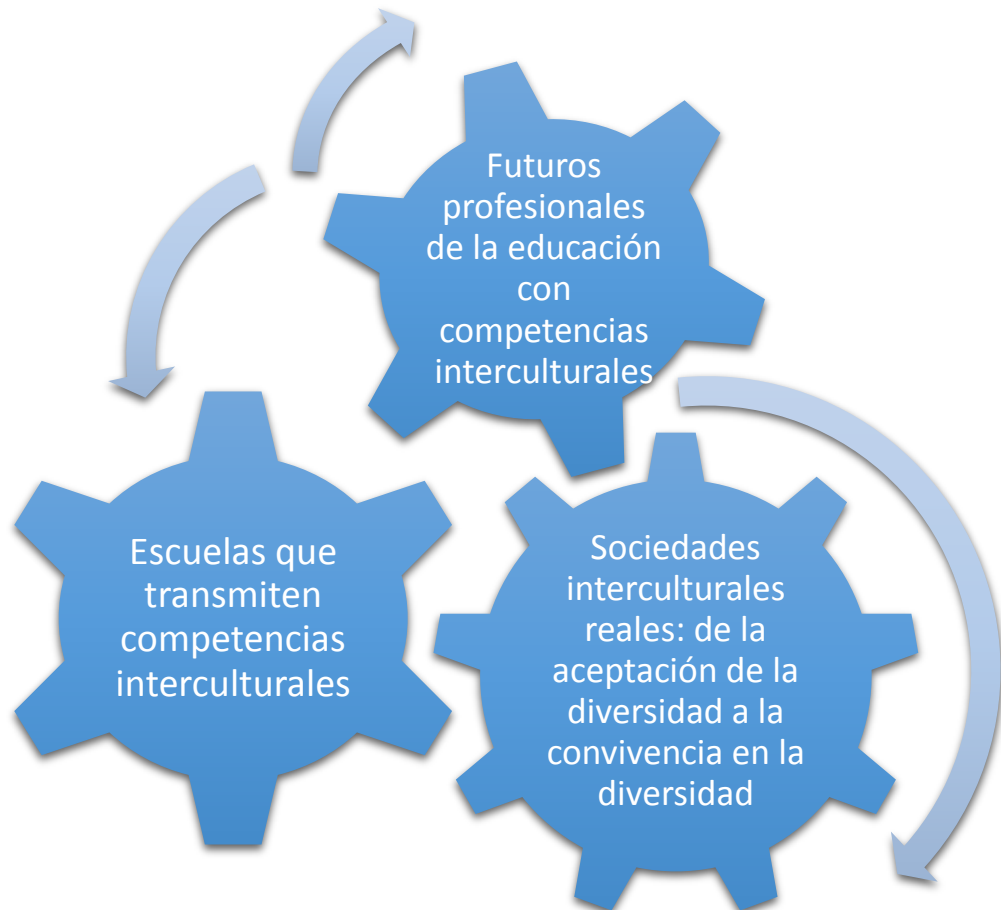 Futuros
profesionales
de la educación
con
competencias
interculturales
Escuelas que
transmiten
competencias
interculturales
Sociedades
interculturales
reales: de la
aceptación de la
diversidad a la
convivencia en la
diversidad